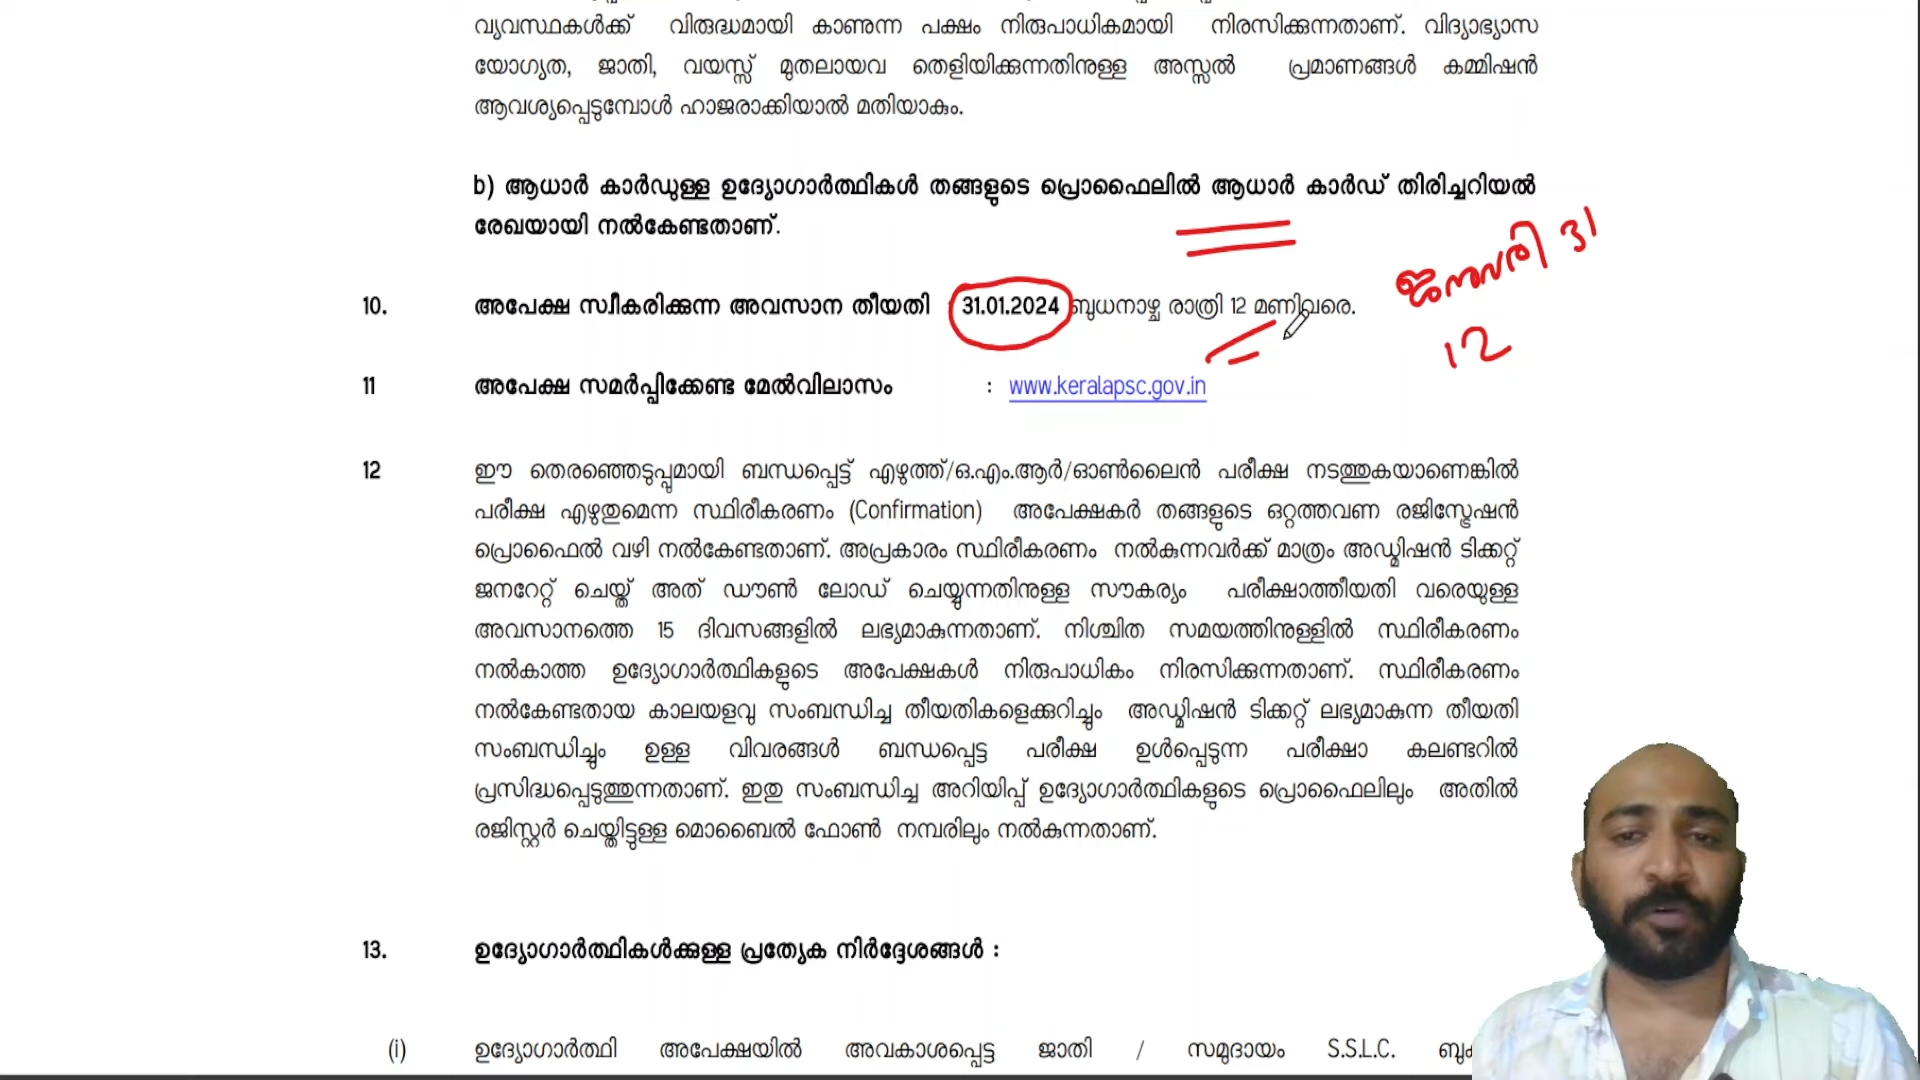 വ്യവസ്ഥകൾക്ക് വിരുദ്ധമായി കാണുന്ന പക്ഷം നിരുപാധികമായി നിരസിക്കുന്നതാണ്. വിദ്യാഭ്യാസ
യോഗ്യത, ജാതി, വയസ്സ് മുതലായവ തെളിയിക്കുന്നതിനുള്ള അസ്സൽ പ്രമാണങ്ങൾ കമ്മിഷൻ
ആവശ്യപ്പെടുമ്പോൾ ഹാജരാക്കിയാൽ മതിയാകും.
b) ആധാർ കാർഡുള്ള ഉദ്യോഗാർത്ഥികൾ തങ്ങളുടെ പ്രൊഫൈലിൽ ആധാർ കാർഡ് തിരിച്ചറിയൽ
രേഖയായി നൽകേണ്ടതാണ്.
ജനുവരി 31
10. അപേക്ഷ സ്വീകരിക്കുന്ന അവസാന തീയതി 31.01.2024 ബുധനാഴ്ച രാത്രി 12 മണിവരെ.
12
11 അപേക്ഷ സമർപ്പിക്കേണ്ട മേൽവിലാസം : www.keralapsc.gov.in
12 ഈ തെരഞ്ഞെടുപ്പുമായി ബന്ധപ്പെട്ട് എഴുത്ത്/ഒ.എം.ആർ/ഓൺലൈൻ പരീക്ഷ നടത്തുകയാണെങ്കിൽ
പരീക്ഷ എഴുതുമെന്ന സ്ഥിരീകരണം (Confirmation) അപേക്ഷകർ തങ്ങളുടെ ഒറ്റത്തവണ രജിസ്ട്രേഷൻ
പ്രൊഫൈൽ വഴി നൽകേണ്ടതാണ്. അപ്രകാരം സ്ഥിരീകരണം നൽകുന്നവർക്ക് മാത്രം അഡ്മിഷൻ ടിക്കറ്റ്
ജനറേറ്റ് ചെയ്ത് അത് ഡൗൺ ലോഡ് ചെയ്യുന്നതിനുള്ള സൗകര്യം പരീക്ഷാത്തീയതി വരെയുള്ള
അവസാനത്തെ 15 ദിവസങ്ങളിൽ ലഭ്യമാകുന്നതാണ്. നിശ്ചിത സമയത്തിനുള്ളിൽ സ്ഥിരീകരണം
നൽകാത്ത ഉദ്യോഗാർത്ഥികളുടെ അപേക്ഷകൾ നിരുപാധികം നിരസിക്കുന്നതാണ്. സ്ഥിരീകരണം
നൽകേണ്ടതായ കാലയളവു സംബന്ധിച്ച തീയതികളെക്കുറിച്ചും അഡ്മിഷൻ ടിക്കറ്റ് ലഭ്യമാകുന്ന തീയതി
സംബന്ധിച്ചും ഉള്ള വിവരങ്ങൾ ബന്ധപ്പെട്ട പരീക്ഷ ഉൾപ്പെടുന്ന പരീക്ഷാ കലണ്ടറിൽ
പ്രസിദ്ധപ്പെടുത്തുന്നതാണ്. ഇതു സംബന്ധിച്ച അറിയിപ്പ് ഉദ്യോഗാർത്ഥികളുടെ പ്രൊഫൈലിലും അതിൽ
രജിസ്റ്റർ ചെയ്തിട്ടുള്ള മൊബൈൽ ഫോൺ നമ്പരിലും നൽകുന്നതാണ്.
13. ഉദ്യോഗാർത്ഥികൾക്കുള്ള പ്രത്യേക നിർദ്ദേശങ്ങൾ :
(i) ഉദ്യോഗാർത്ഥി അപേക്ഷയിൽ അവകാശപ്പെട്ട ജാതി / സമുദായം S.S.L.C.